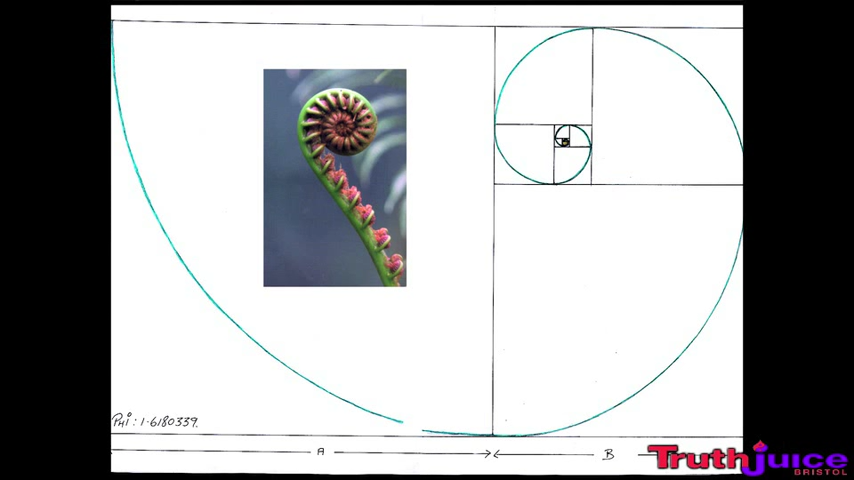 Phi : 1.6180339.
A
B
Truthjuice
BRISTOL